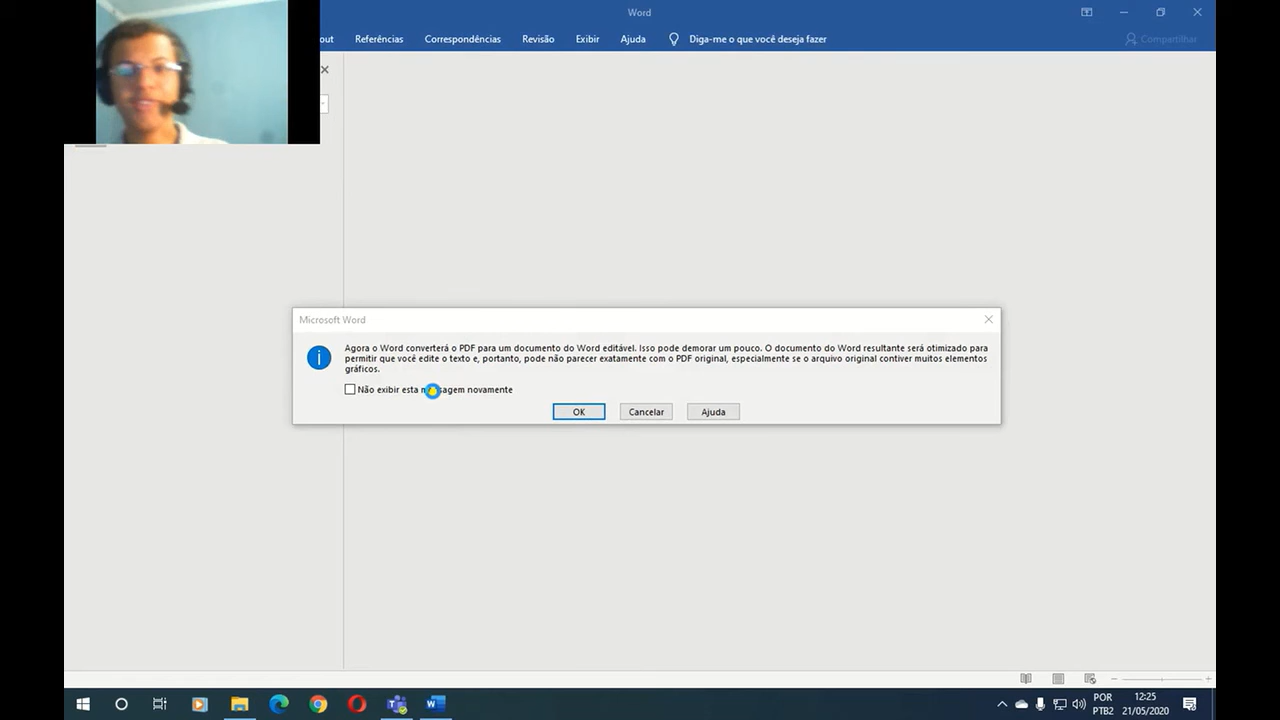 Word
out Referências Correspondências Revisão Exibir Ajuda Diga-me o que você deseja fazer Compartilhar
Microsoft Word
Agora o Word converterá o PDF para um documento do Word editável. Isso pode demorar um pouco. O documento do Word resultante será otimizado para
permitir que você edite o texto e, portanto, pode não parecer exatamente com o PDF original, especialmente se o arquivo original contiver muitos elementos
gráficos.
Não exibir esta mensagem novamente
OK Cancelar Ajuda
POR 12:25
PTB2 21/05/2020